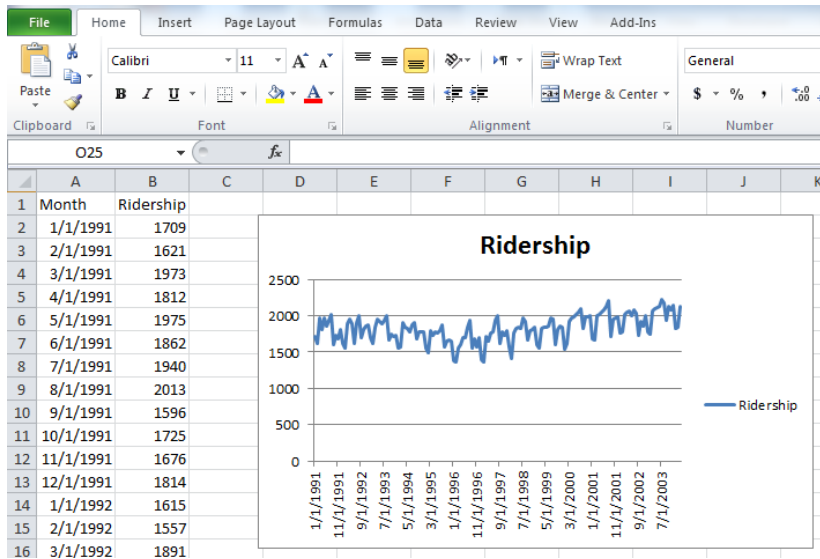 File Home Insert Page Layout Formulas Data Review View Add-Ins
Calibri 11 A A Wrap Text General
Paste B I U A Merge & Center $ % , .00
Clipboard Font Alignment Number
O25 fx
A B C D E F G H I J K
1 Month Ridership
2 1/1/1991 1709
3 2/1/1991 1621
4 3/1/1991 1973
5 4/1/1991 1812
6 5/1/1991 1975
7 6/1/1991 1862
8 7/1/1991 1940
9 8/1/1991 2013
10 9/1/1991 1596
11 10/1/1991 1725
12 11/1/1991 1676
13 12/1/1991 1814
14 1/1/1992 1615
15 2/1/1992 1557
16 3/1/1992 1891
Ridership
2500
2000
1500
1000
500
0
1/1/1991
11/1/1991
9/1/1992
7/1/1993
5/1/1994
3/1/1995
1/1/1996
11/1/1996
9/1/1997
7/1/1998
5/1/1999
3/1/2000
1/1/2001
11/1/2001
9/1/2002
7/1/2003
Ridership